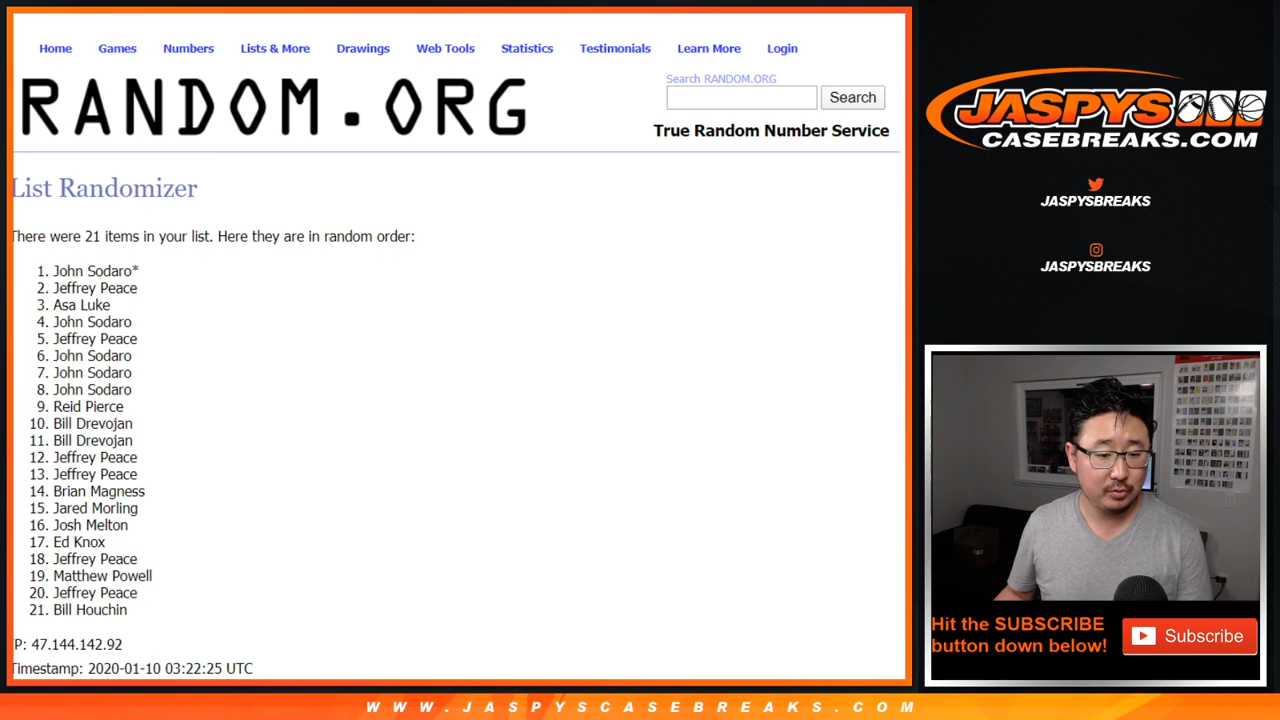 Home Games Numbers Lists & More Drawings Web Tools Statistics Testimonials Learn More Login
RANDOM.ORG
Search RANDOM.ORG
Search
True Random Number Service
List Randomizer
There were 21 items in your list. Here they are in random order:
1. John Sodaro*
2. Jeffrey Peace
3. Asa Luke
4. John Sodaro
5. Jeffrey Peace
6. John Sodaro
7. John Sodaro
8. John Sodaro
9. Reid Pierce
10. Bill Drevojan
11. Bill Drevojan
12. Jeffrey Peace
13. Jeffrey Peace
14. Brian Magness
15. Jared Morling
16. Josh Melton
17. Ed Knox
18. Jeffrey Peace
19. Matthew Powell
20. Jeffrey Peace
21. Bill Houchin
IP: 47.144.142.92
Timestamp: 2020-01-10 03:22:25 UTC
JASPYS
CASEBREAKS.COM
JASPYSBREAKS
JASPYSBREAKS
Hit the SUBSCRIBE
button down below!
Subscribe
WWW.JASPYSCASEBREAKS.COM